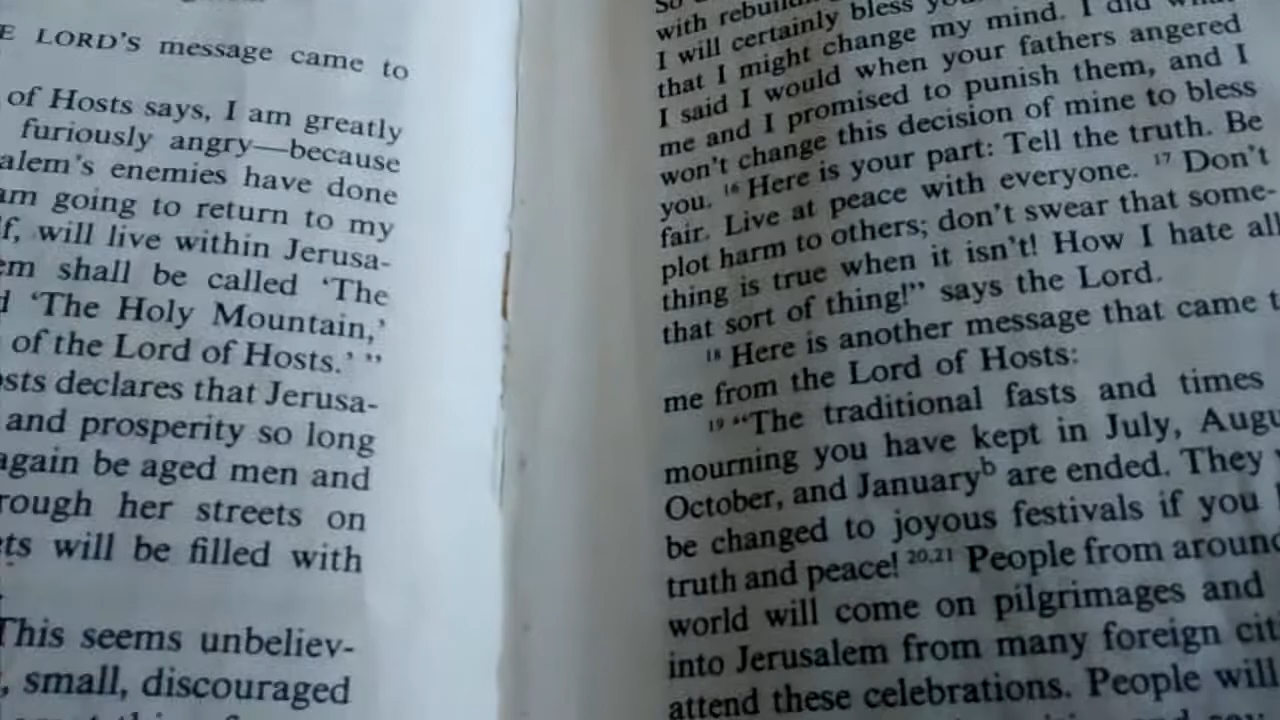 E LORD'S message came to
of Hosts says, I am greatly
furiously angry—because
alem's enemies have done
am going to return to my
f, will live within Jerusa-
em shall be called 'The
d 'The Holy Mountain,'
of the Lord of Hosts.' ”
osts declares that Jerusa-
and prosperity so long
again be aged men and
rough her streets on
ets will be filled with
This seems unbeliev-
, small, discouraged
with
I will certainly bless
that I might change my mind. I did
I said I would when your fathers angered
me and I promised to punish them, and I
won't change this decision of mine to bless
you. 16 Here is your part: Tell the truth. Be
fair. Live at peace with everyone. 17 Don't
plot harm to others; don't swear that some-
thing is true when it isn't! How I hate all
that sort of thing!” says the Lord.
18 Here is another message that came t
me from the Lord of Hosts:
19 “The traditional fasts and times
mourning you have kept in July, Augu
October, and Januaryb are ended. They
be changed to joyous festivals if you
truth and peace! 20,21 People from around
world will come on pilgrimages and
into Jerusalem from many foreign cit
attend these celebrations. People will